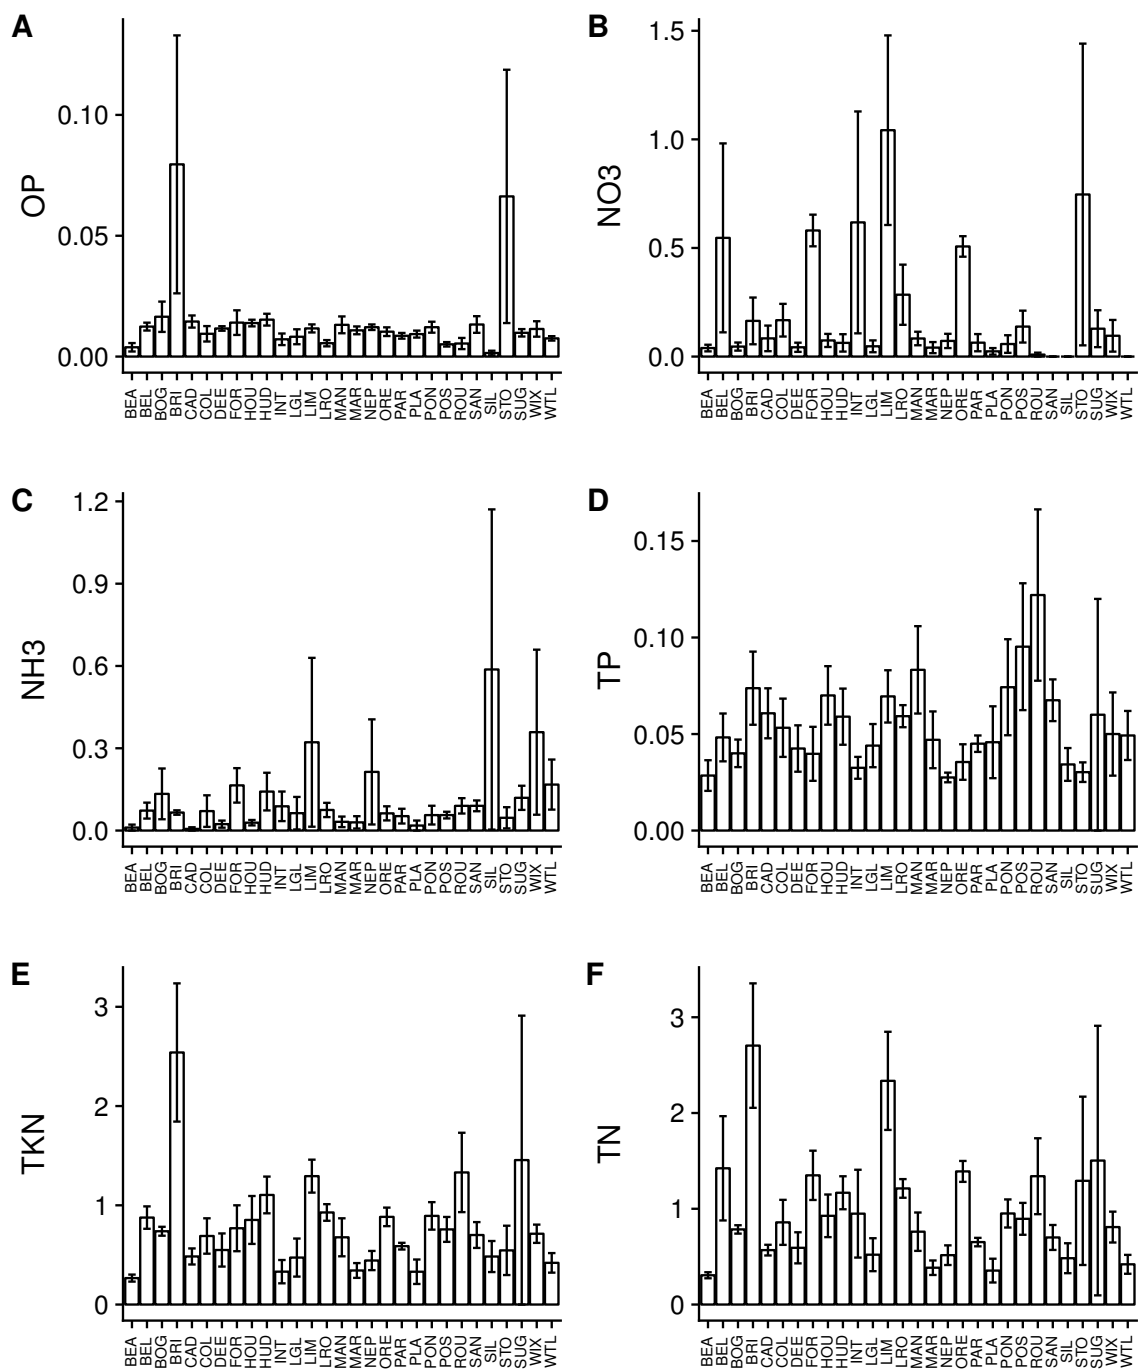 A
OP
0.10
0.05
0.00
BEA BEL BOG BRI CAD COL DEE FOR HOU HUD INT LGL LIM LRO MAN MAR NEP ORE PAR PLA PON POS ROU SAN SIL STO SUG WIX WTL
B
NO3
1.5
1.0
0.5
0.0
BEA BEL BOG BRI CAD COL DEE FOR HOU HUD INT LGL LIM LRO MAN MAR NEP ORE PAR PLA PON POS ROU SAN SIL STO SUG WIX WTL
C
NH3
1.2
0.9
0.6
0.3
0.0
BEA BEL BOG BRI CAD COL DEE FOR HOU HUD INT LGL LIM LRO MAN MAR NEP ORE PAR PLA PON POS ROU SAN SIL STO SUG WIX WTL
D
TP
0.15
0.10
0.05
0.00
BEA BEL BOG BRI CAD COL DEE FOR HOU HUD INT LGL LIM LRO MAN MAR NEP ORE PAR PLA PON POS ROU SAN SIL STO SUG WIX WTL
E
TKN
3
2
1
0
BEA BEL BOG BRI CAD COL DEE FOR HOU HUD INT LGL LIM LRO MAN MAR NEP ORE PAR PLA PON POS ROU SAN SIL STO SUG WIX WTL
F
TN
3
2
1
0
BEA BEL BOG BRI CAD COL DEE FOR HOU HUD INT LGL LIM LRO MAN MAR NEP ORE PAR PLA PON POS ROU SAN SIL STO SUG WIX WTL